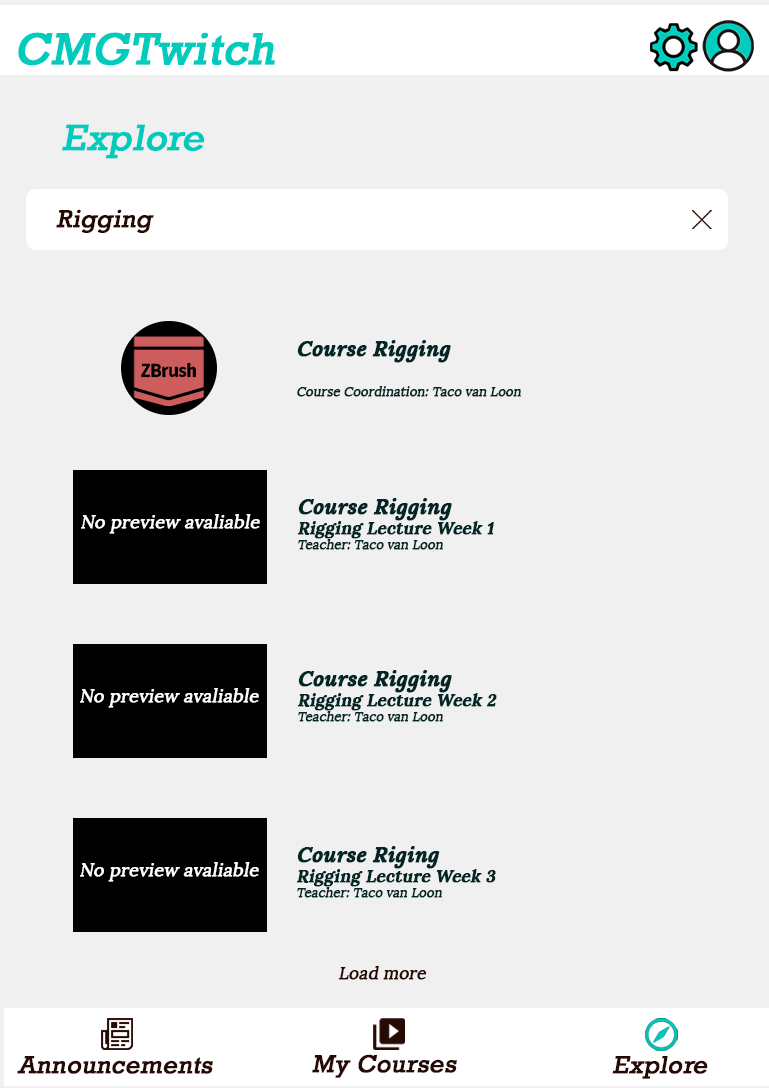 CMGTwitch
Explore
Rigging
ZBrush
Course Rigging
Course Coordination: Taco van Loon
No preview avaliable
Course Rigging
Rigging Lecture Week 1
Teacher: Taco van Loon
No preview avaliable
Course Rigging
Rigging Lecture Week 2
Teacher: Taco van Loon
No preview avaliable
Course Riging
Rigging Lecture Week 3
Teacher: Taco van Loon
Load more
Announcements
My Courses
Explore